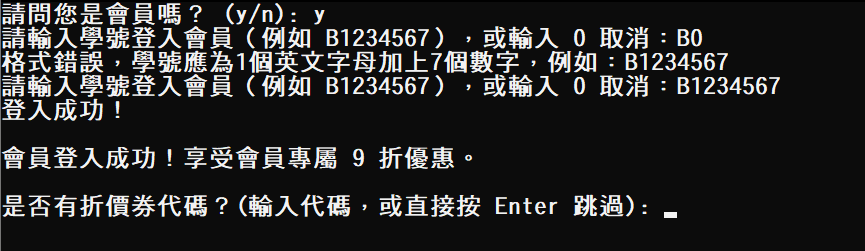 請問您是會員嗎? (y/n): y
請輸入學號登入會員(例如 B1234567),或輸入 0 取消:B0
格式錯誤,學號應為1個英文字母加上7個數字,例如:B1234567
請輸入學號登入會員(例如 B1234567),或輸入 0 取消:B1234567
登入成功!
會員登入成功!享受會員專屬 9 折優惠。
是否有折價券代碼?(輸入代碼,或直接按 Enter 跳過):